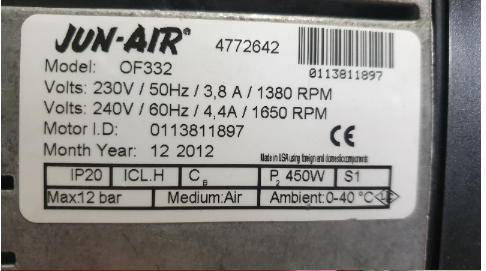 JUN-AIR® 4772642
Model: OF332 0113811897
Volts: 230V / 50Hz / 3,8 A / 1380 RPM
Volts: 240V / 60Hz / 4,4A / 1650 RPM
Motor I.D: 0113811897
CE
Month Year: 12 2012
Made in USA using foreign and domestic components
IP20 ICL.H CB P2 450W S1
Max:12 bar Medium:Air Ambient:0-40 °C